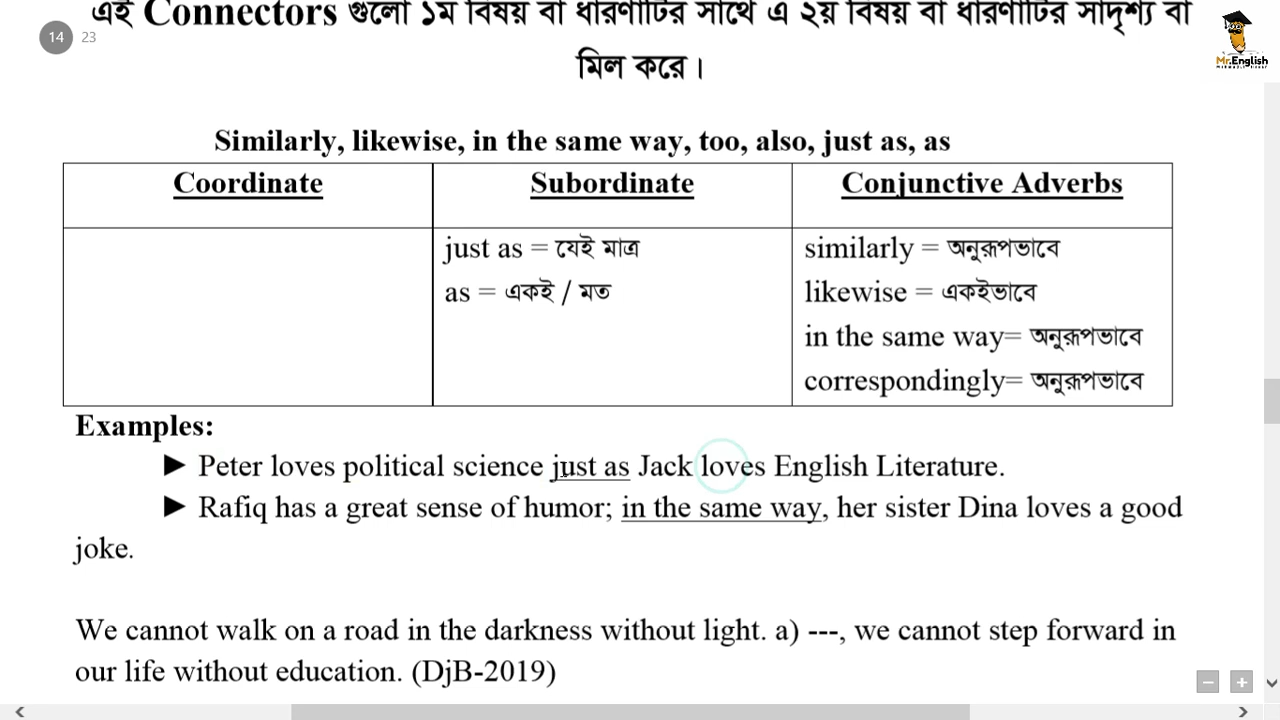 এই Connectors গুলো ১ম বিষয় বা ধারণাটির সাথে এ ২য় বিষয় বা ধারণাটির সাদৃশ্য বা
14 23
Mr.English
মিল করে।
Similarly, likewise, in the same way, too, also, just as, as
Coordinate Subordinate Conjunctive Adverbs
just as = যেই মাত্র similarly = অনুরূপভাবে
as = একই / মত likewise = একইভাবে
in the same way= অনুরূপভাবে
correspondingly= অনুরূপভাবে
Examples:
► Peter loves political science just as Jack loves English Literature.
► Rafiq has a great sense of humor; in the same way, her sister Dina loves a good
joke.
We cannot walk on a road in the darkness without light. a) ---, we cannot step forward in
our life without education. (DjB-2019)